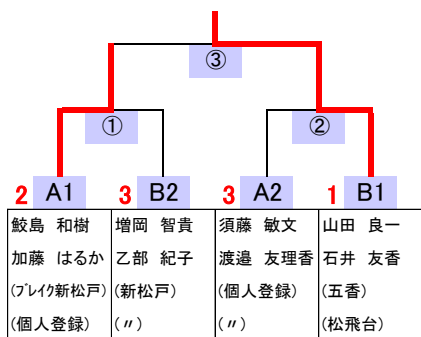 ③
① ②
2 A1 3 B2 3 A2 1 B1
鮫島 和樹 増岡 智貴 須藤 敏文 山田 良一
加藤 はるか 乙部 紀子 渡邉 友理香 石井 友香
(ブレイク新松戸) (新松戸) (個人登録) (五香)
(個人登録) (〃) (〃) (松飛台)